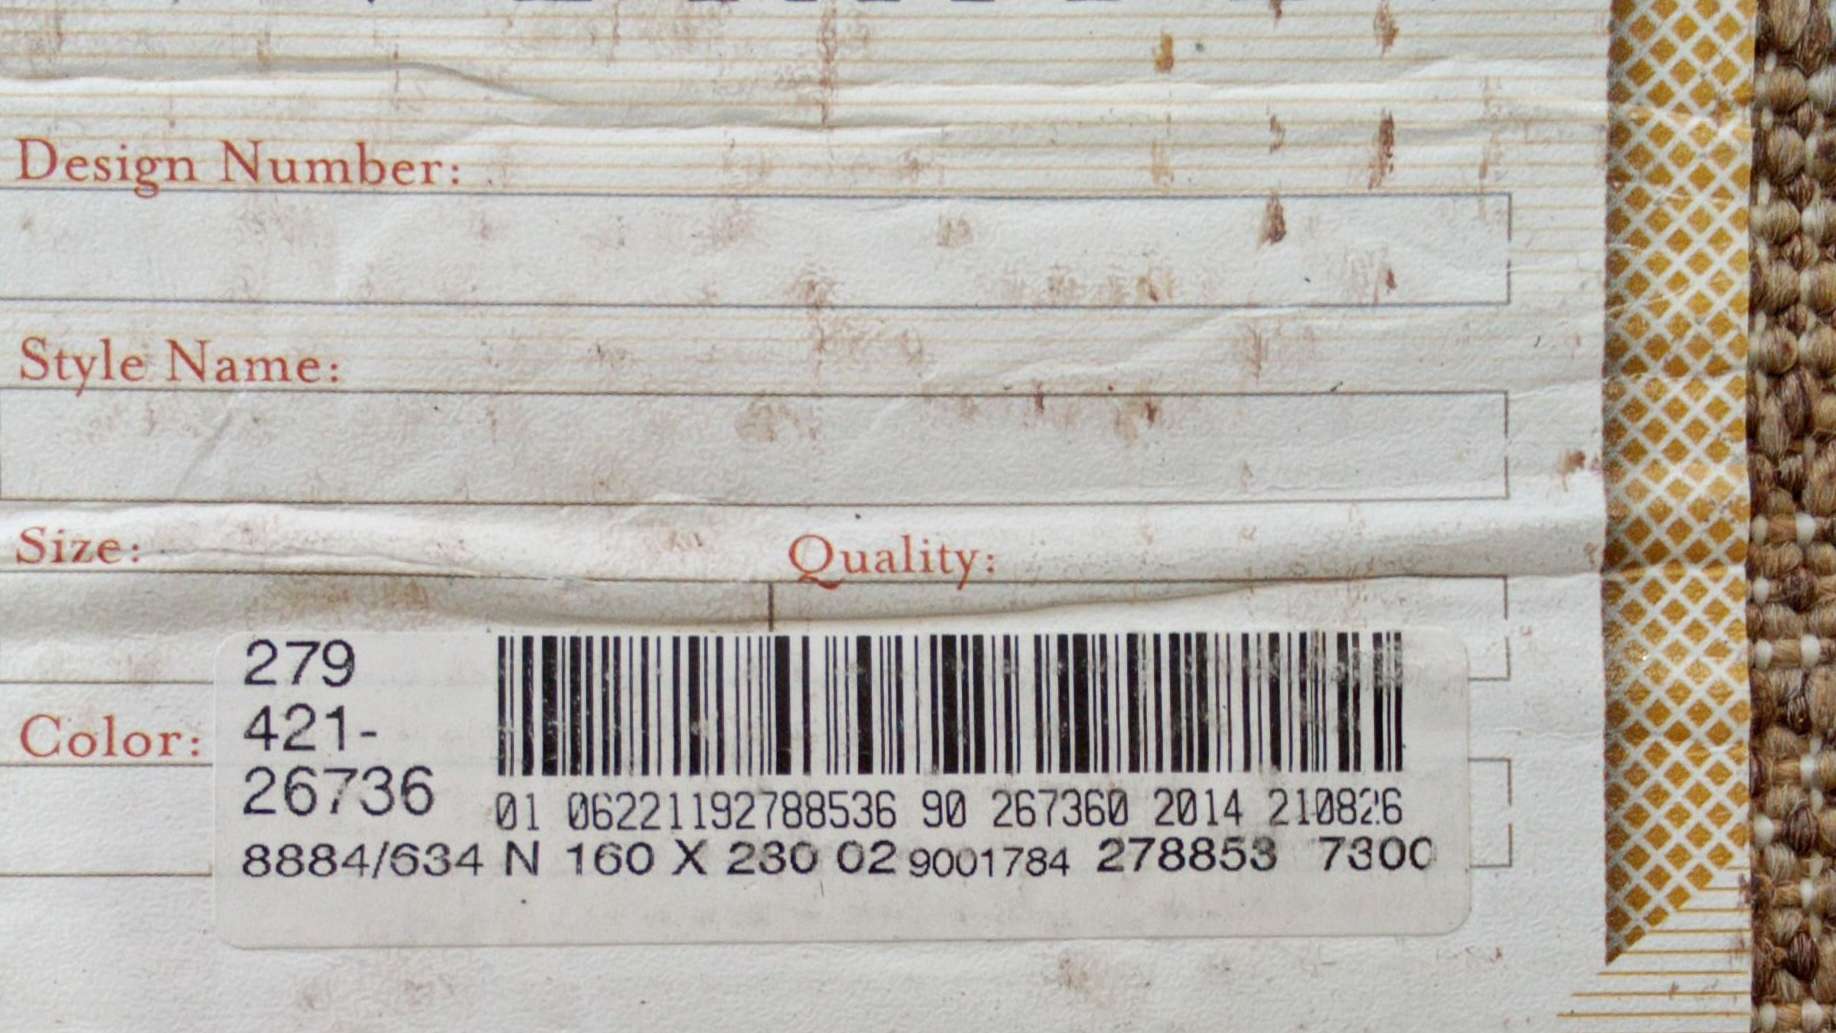 Design Number:
Style Name:
Size:
Quality:
Color:
279
421-
26736
01 06221192788536 90 267360 2014 210826
8884/634 N 160 X 230 02 9001784 278853 7300